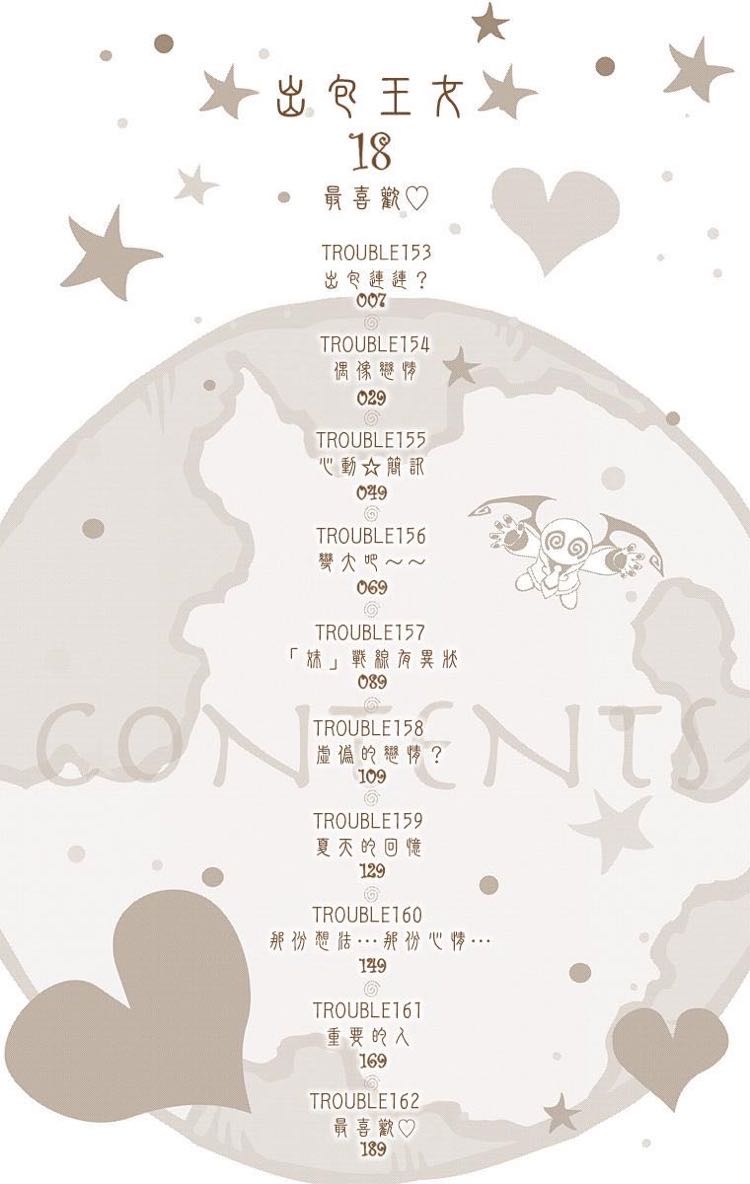 出包王女
18
最喜歡♡
TROUBLE153
出包連連？
007
TROUBLE154
偶像戀情
029
TROUBLE155
心動☆簡訊
049
TROUBLE156
變大吧～～
069
TROUBLE157
「妹」戰線有異狀
089
TROUBLE158
虛偽的戀情？
109
TROUBLE159
夏天的回憶
129
TROUBLE160
那份想法…那份心情…
149
TROUBLE161
重要的人
169
TROUBLE162
最喜歡♡
189
CONTENTS